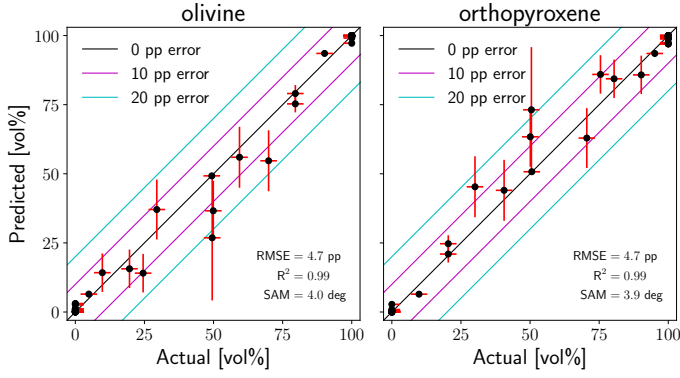 olivine
orthopyroxene
0 pp error
10 pp error
20 pp error
0 pp error
10 pp error
20 pp error
Predicted [vol%]
100
75
50
25
0
RMSE = 4.7 pp
R² = 0.99
SAM = 4.0 deg
RMSE = 4.7 pp
R² = 0.99
SAM = 3.9 deg
0 25 50 75 100
0 25 50 75 100
Actual [vol%]
Actual [vol%]